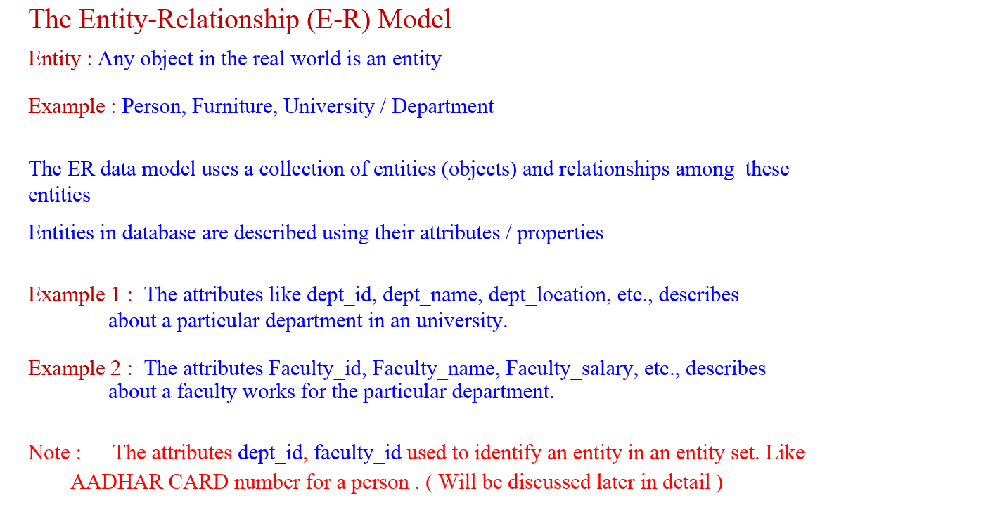 The Entity-Relationship (E-R) Model
Entity : Any object in the real world is an entity
Example : Person, Furniture, University / Department
The ER data model uses a collection of entities (objects) and relationships among  these
entities
Entities in database are described using their attributes / properties
Example 1 :  The attributes like dept_id, dept_name, dept_location, etc., describes
about a particular department in an university.
Example 2 :  The attributes Faculty_id, Faculty_name, Faculty_salary, etc., describes
about a faculty works for the particular department.
Note :     The attributes dept_id, faculty_id used to identify an entity in an entity set. Like
AADHAR CARD number for a person . ( Will be discussed later in detail )